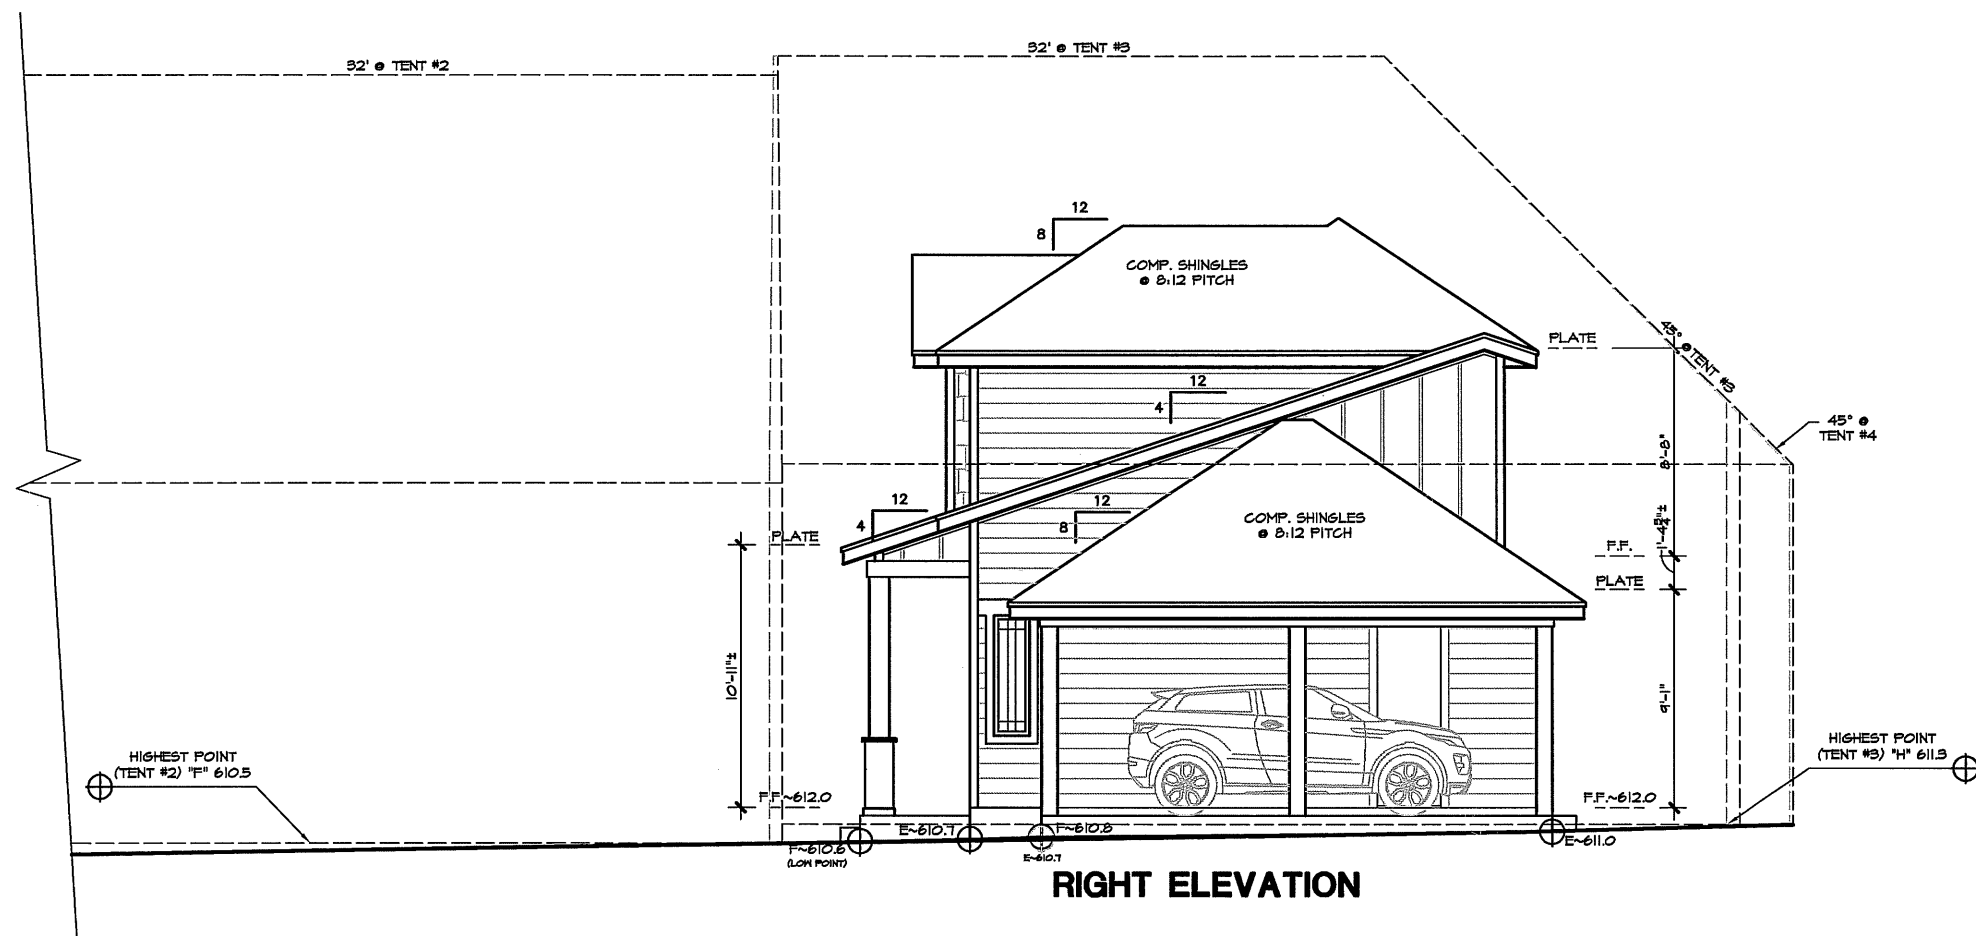 32' @ TENT #3
32' @ TENT #2
12
8
COMP. SHINGLES
@ 8:12 PITCH
PLATE
45° @ TENT #3
12
4
45° @
TENT #4
8'-8"
12
4
12
8
COMP. SHINGLES
@ 8:12 PITCH
PLATE
F.F.
PLATE
10'-11"±
9'-1"
HIGHEST POINT
(TENT #2) "F" 610.5
HIGHEST POINT
(TENT #3) "H" 611.3
F.F.~612.0
F.F.~612.0
E~610.7
F~610.8
F~610.6
(LOW POINT)
E~610.7
E~611.0
RIGHT ELEVATION